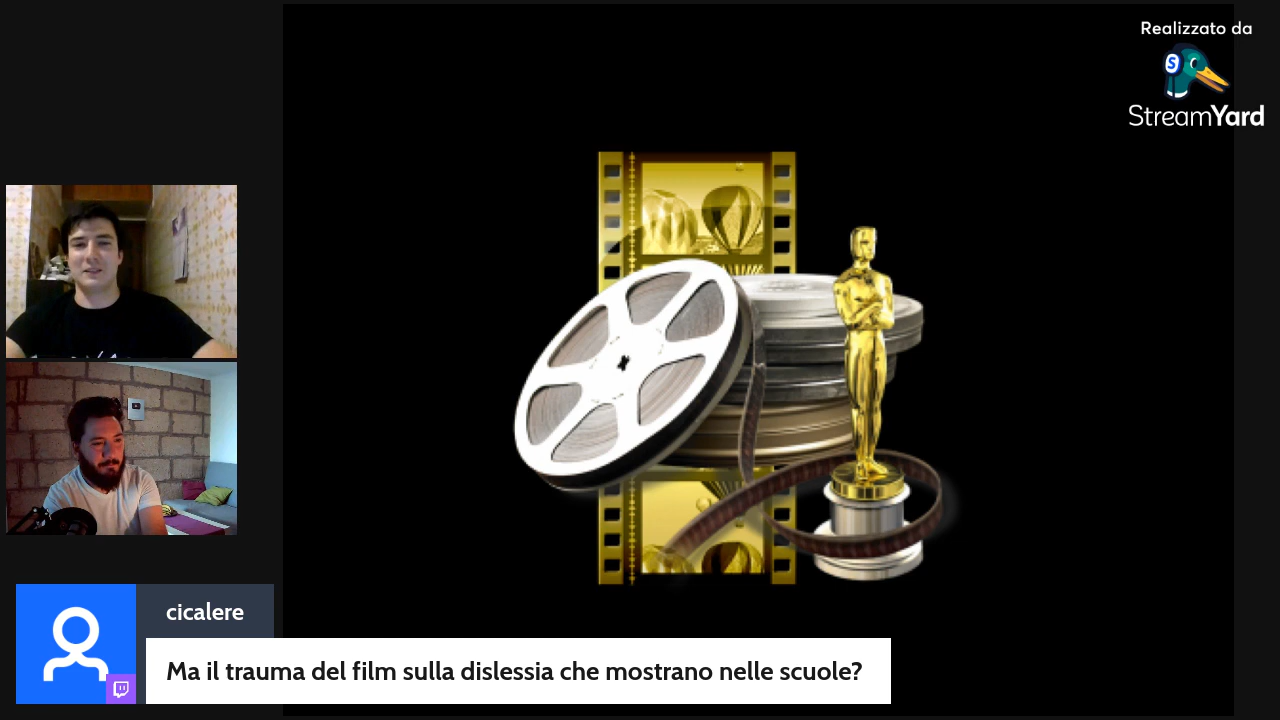 Realizzato da
StreamYard
cicalere
Ma il trauma del film sulla dislessia che mostrano nelle scuole?